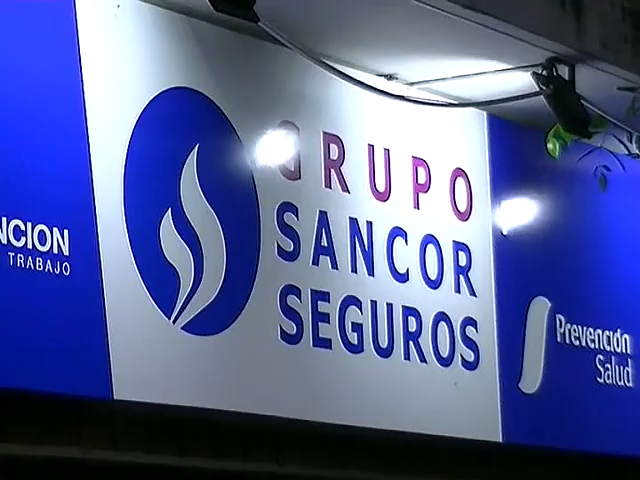 NCION
TRABAJO
GRUPO
SANCOR
SEGUROS
Prevención
Salud